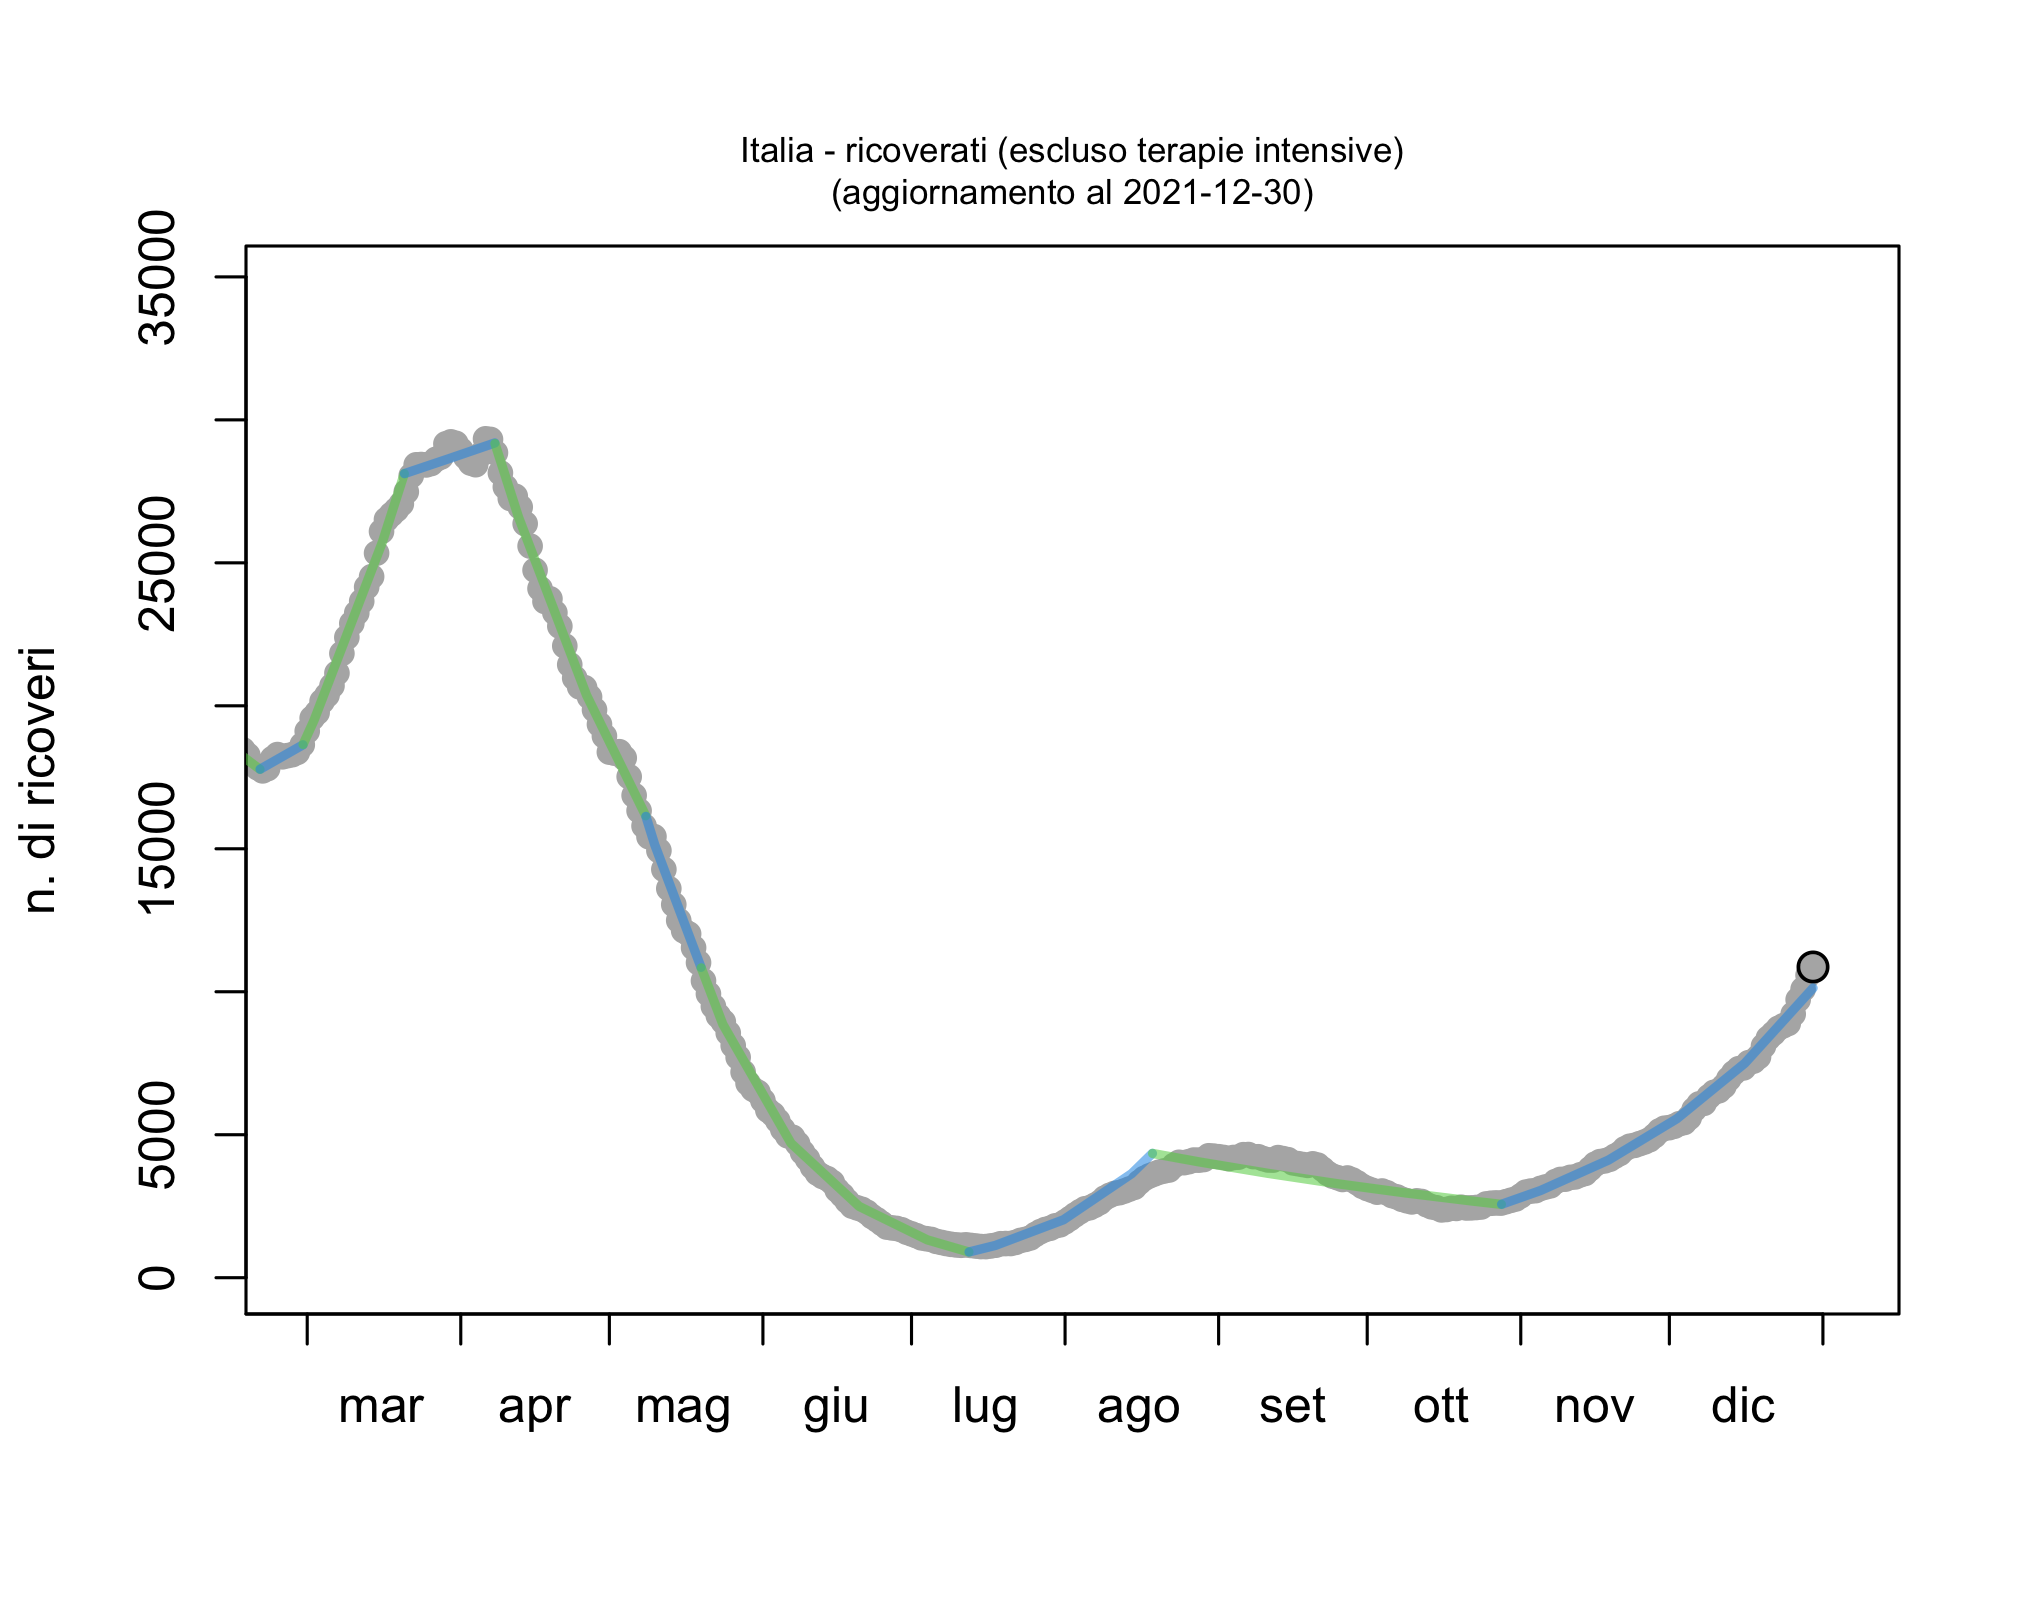 Italia - ricoverati (escluso terapie intensive)
(aggiornamento al 2021-12-30)
n. di ricoveri
35000
25000
15000
5000
0
mar apr mag giu lug ago set ott nov dic